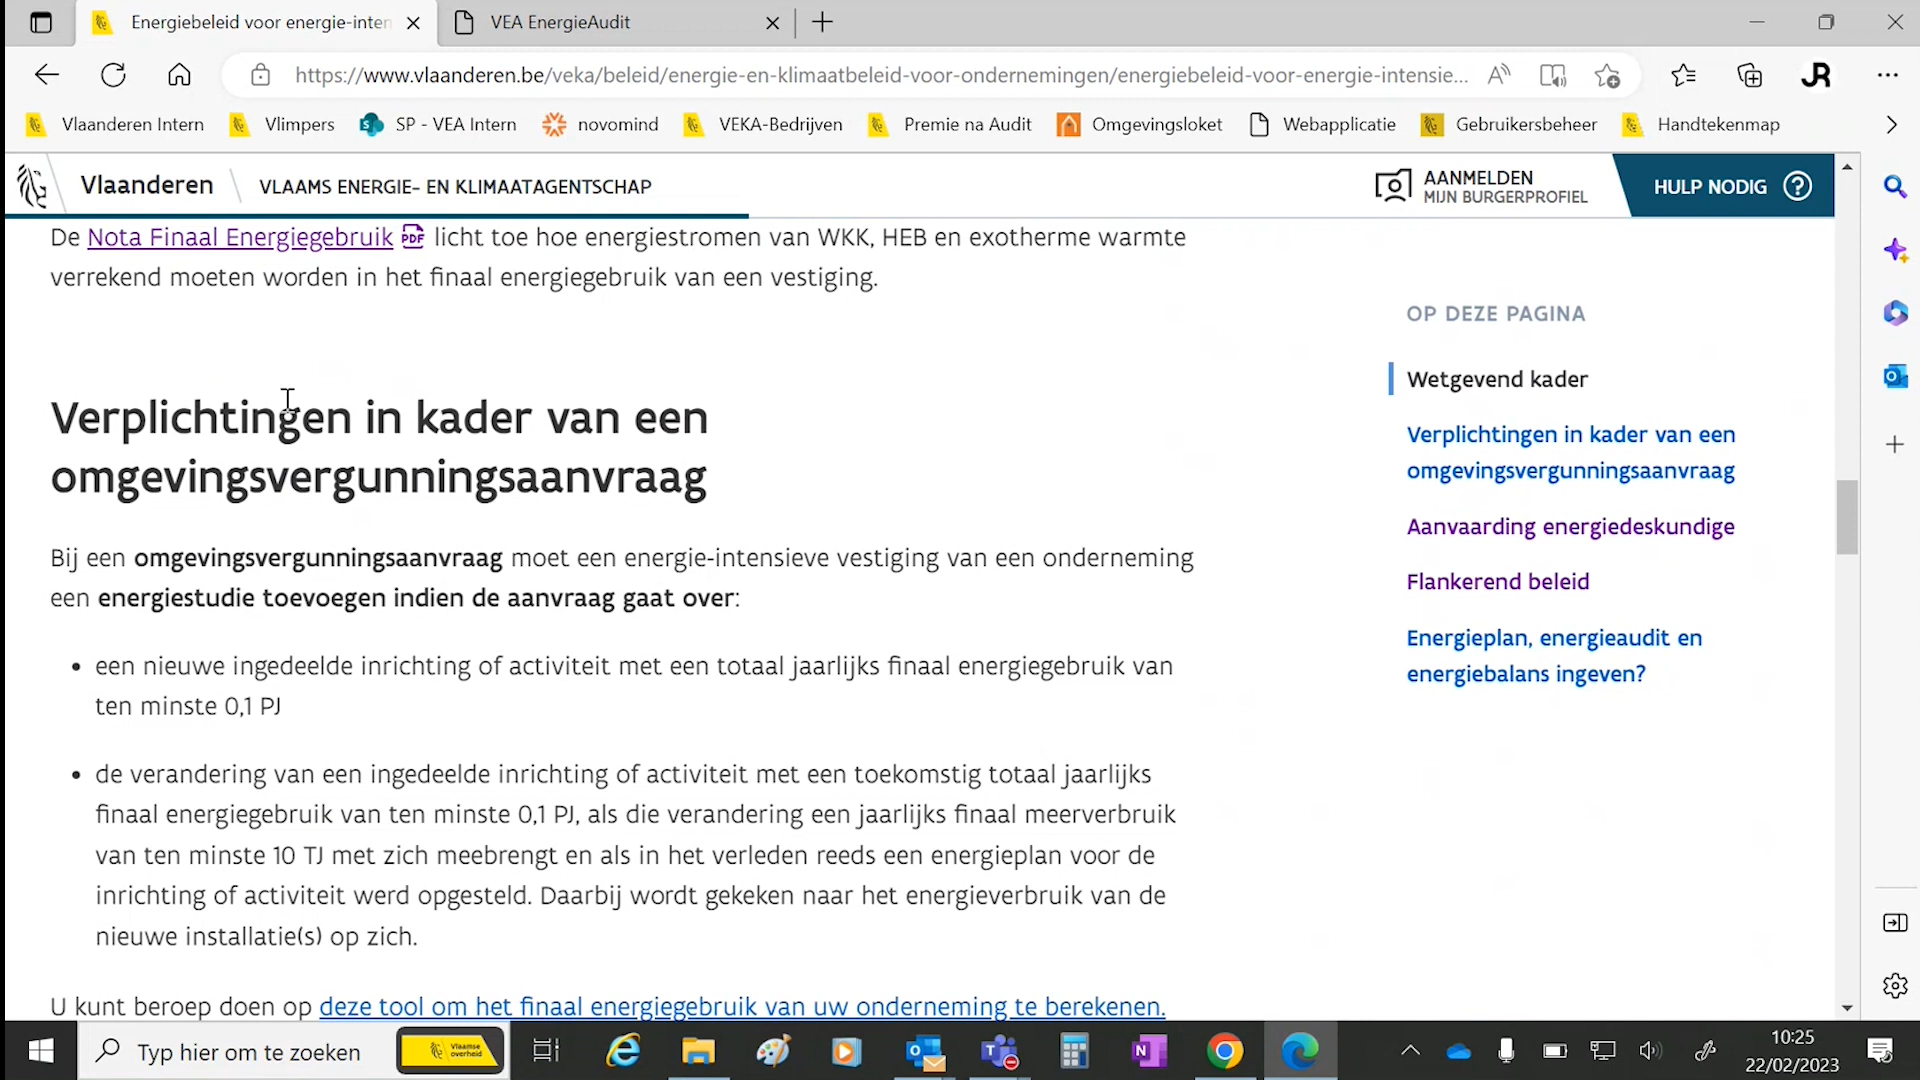 Energiebeleid voor energie-inten
VEA EnergieAudit
https://www.vlaanderen.be/veka/beleid/energie-en-klimaatbeleid-voor-ondernemingen/energiebeleid-voor-energie-intensie...
Vlaanderen Intern
Vlimpers
SP - VEA Intern
novomind
VEKA-Bedrijven
Premie na Audit
Omgevingsloket
Webapplicatie
Gebruikersbeheer
Handtekenmap
Vlaanderen
VLAAMS ENERGIE- EN KLIMAATAGENTSCHAP
AANMELDEN
MIJN BURGERPROFIEL
HULP NODIG ?
De Nota Finaal Energiegebruik PDF licht toe hoe energiestromen van WKK, HEB en exotherme warmte
verrekend moeten worden in het finaal energiegebruik van een vestiging.
Verplichtingen in kader van een
omgevingsvergunningsaanvraag
Bij een omgevingsvergunningsaanvraag moet een energie-intensieve vestiging van een onderneming
een energiestudie toevoegen indien de aanvraag gaat over:
• een nieuwe ingedeelde inrichting of activiteit met een totaal jaarlijks finaal energiegebruik van
ten minste 0,1 PJ
• de verandering van een ingedeelde inrichting of activiteit met een toekomstig totaal jaarlijks
finaal energiegebruik van ten minste 0,1 PJ, als die verandering een jaarlijks finaal meerverbruik
van ten minste 10 TJ met zich meebrengt en als in het verleden reeds een energieplan voor de
inrichting of activiteit werd opgesteld. Daarbij wordt gekeken naar het energieverbruik van de
nieuwe installatie(s) op zich.
U kunt beroep doen op deze tool om het finaal energiegebruik van uw onderneming te berekenen.
OP DEZE PAGINA
Wetgevend kader
Verplichtingen in kader van een
omgevingsvergunningsaanvraag
Aanvaarding energiedeskundige
Flankerend beleid
Energieplan, energieaudit en
energiebalans ingeven?
Typ hier om te zoeken
Vlaamse
overheid
10:25
22/02/2023